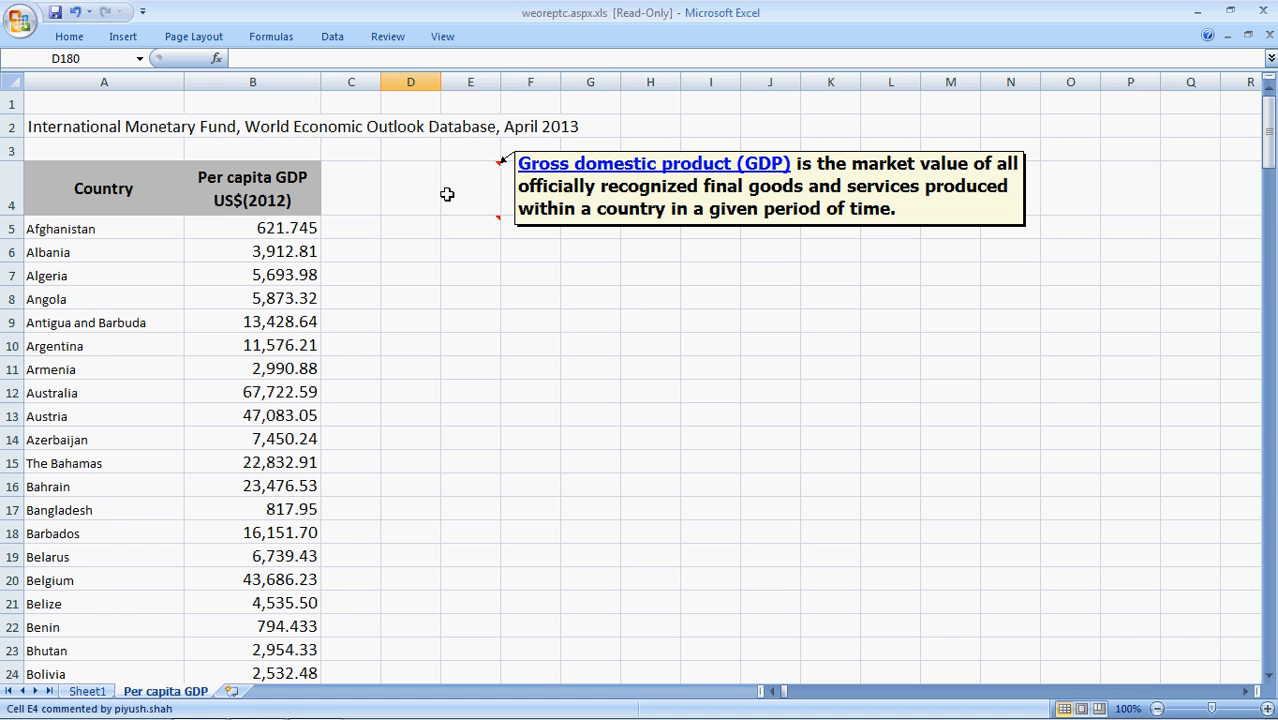 weoreptc.aspx.xls [Read-Only] - Microsoft Excel
Home Insert Page Layout Formulas Data Review View
D180 fx
A B C D E F G H I J K L M N O P Q R
1
2 International Monetary Fund, World Economic Outlook Database, April 2013
3
4 Country Per capita GDP
US$(2012)
Gross domestic product (GDP) is the market value of all
officially recognized final goods and services produced
within a country in a given period of time.
5 Afghanistan 621.745
6 Albania 3,912.81
7 Algeria 5,693.98
8 Angola 5,873.32
9 Antigua and Barbuda 13,428.64
10 Argentina 11,576.21
11 Armenia 2,990.88
12 Australia 67,722.59
13 Austria 47,083.05
14 Azerbaijan 7,450.24
15 The Bahamas 22,832.91
16 Bahrain 23,476.53
17 Bangladesh 817.95
18 Barbados 16,151.70
19 Belarus 6,739.43
20 Belgium 43,686.23
21 Belize 4,535.50
22 Benin 794.433
23 Bhutan 2,954.33
24 Bolivia 2,532.48
Sheet1 Per capita GDP
Cell E4 commented by piyush.shah 100%